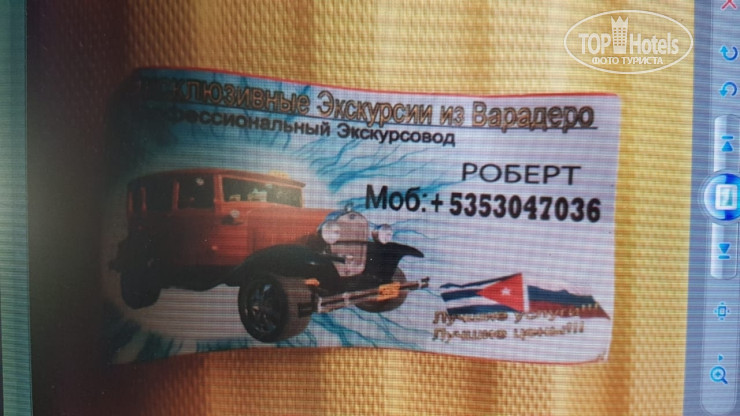 TOP Hotels
ФОТО ТУРИСТА
Эксклюзивные Экскурсии из Варадеро
Профессиональный Экскурсовод
РОБЕРТ
Моб:+5353047036
Лучшие услуги!!!
Лучшие цены!!!